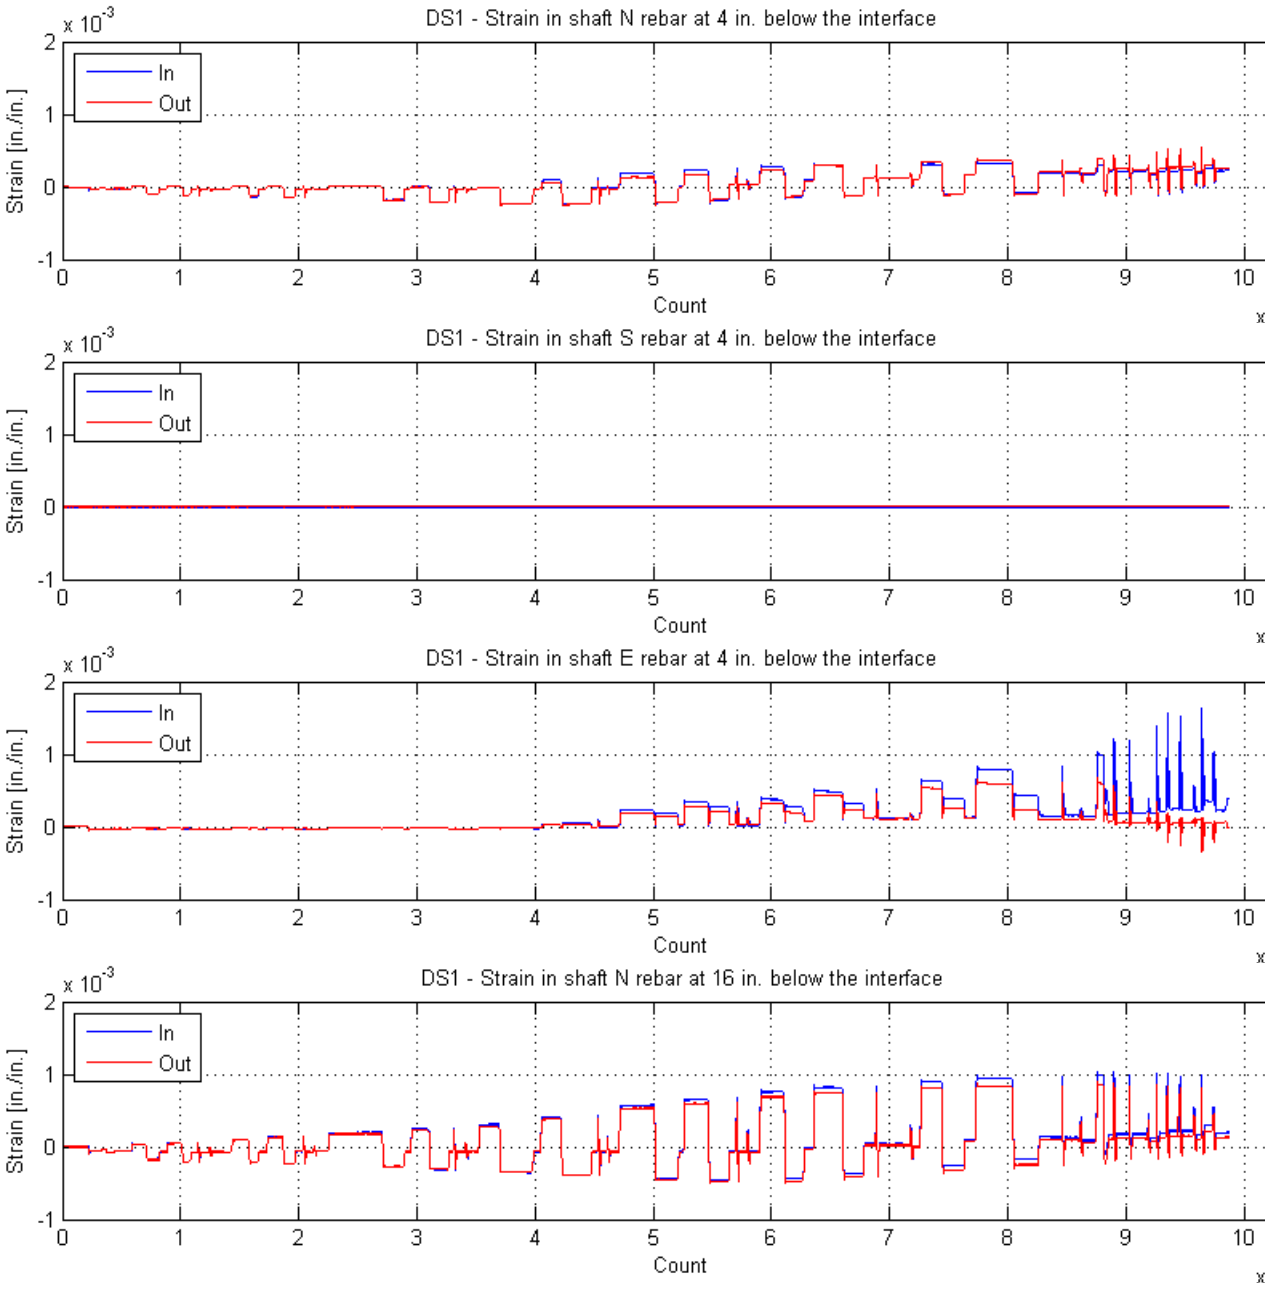 DS1 - Strain in shaft N rebar at 4 in. below the interface
x 10-3
2
1
0
-1
Strain [in./in.]
In
Out
0 1 2 3 4 5 6 7 8 9 10
Count
x
DS1 - Strain in shaft S rebar at 4 in. below the interface
x 10-3
2
1
0
-1
Strain [in./in.]
In
Out
0 1 2 3 4 5 6 7 8 9 10
Count
x
DS1 - Strain in shaft E rebar at 4 in. below the interface
x 10-3
2
1
0
-1
Strain [in./in.]
In
Out
0 1 2 3 4 5 6 7 8 9 10
Count
x
DS1 - Strain in shaft N rebar at 16 in. below the interface
x 10-3
2
1
0
-1
Strain [in./in.]
In
Out
0 1 2 3 4 5 6 7 8 9 10
Count
x